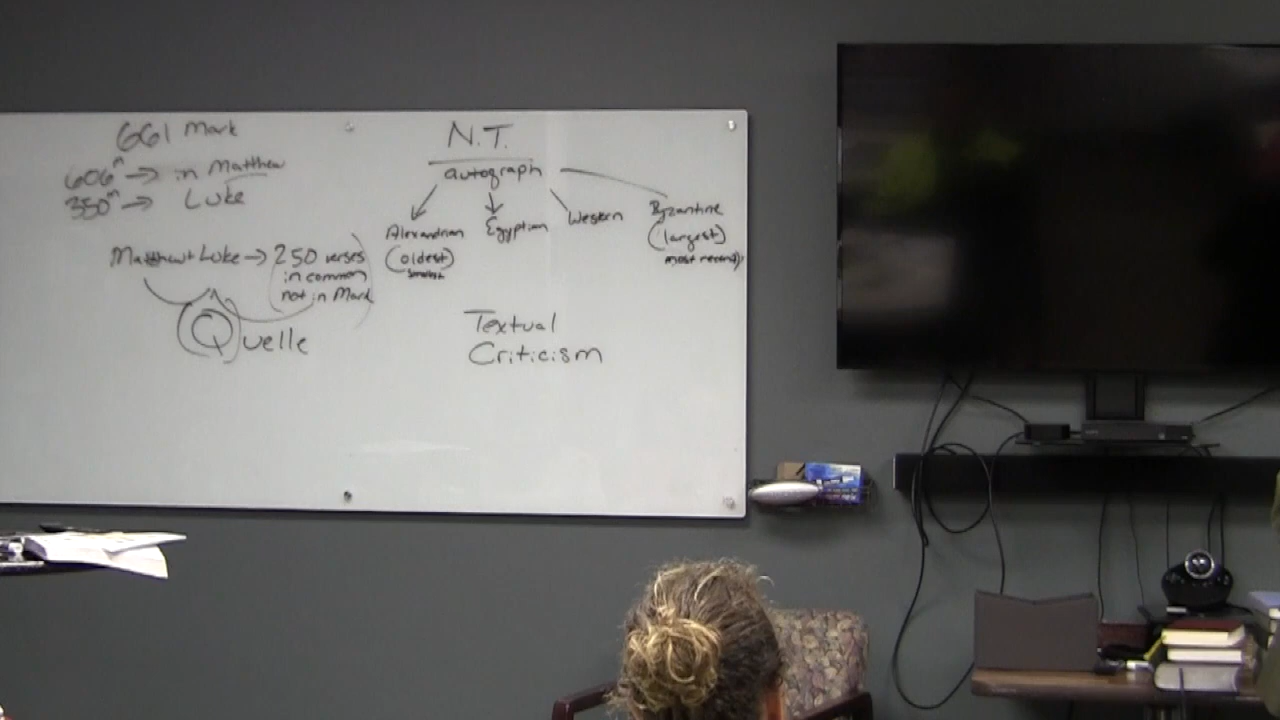 661 Mark
606 → in Matthew
350 → Luke
Matthew + Luke → 250 verses
in common
not in Mark
Quelle
N.T.
autograph
Alexandrian
(oldest)
smallest
Egyptian
Western
Byzantine
(largest)
most recent)
Textual
Criticism